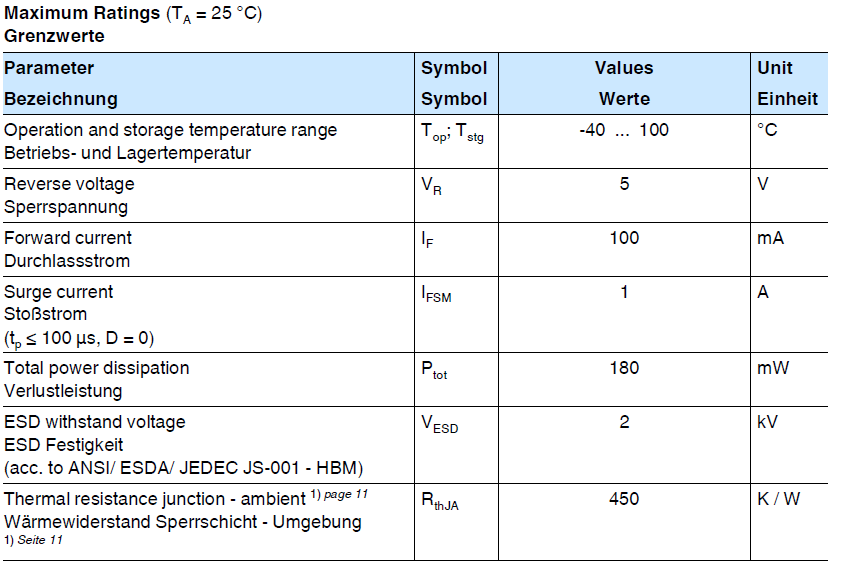 Maximum Ratings (TA = 25 °C)
Grenzwerte
Parameter Symbol Values Unit
Bezeichnung Symbol Werte Einheit
Operation and storage temperature range Top; Tstg -40 ... 100 °C
Betriebs- und Lagertemperatur
Reverse voltage VR 5 V
Sperrspannung
Forward current IF 100 mA
Durchlassstrom
Surge current IFSM 1 A
Stoßstrom
(tp ≤ 100 µs, D = 0)
Total power dissipation Ptot 180 mW
Verlustleistung
ESD withstand voltage VESD 2 kV
ESD Festigkeit
(acc. to ANSI/ ESDA/ JEDEC JS-001 - HBM)
Thermal resistance junction - ambient 1) page 11 RthJA 450 K / W
Wärmewiderstand Sperrschicht - Umgebung
1) Seite 11